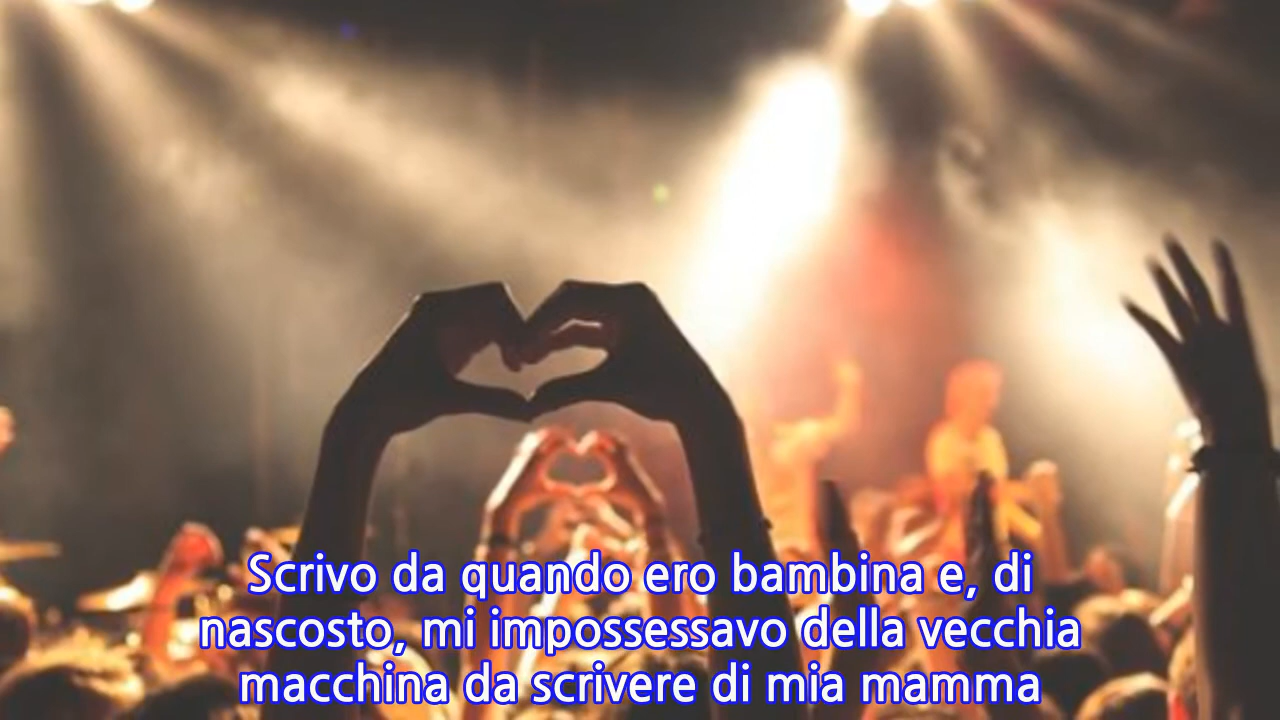 Scrivo da quando ero bambina e, di
nascosto, mi impossessavo della vecchia
macchina da scrivere di mia mamma